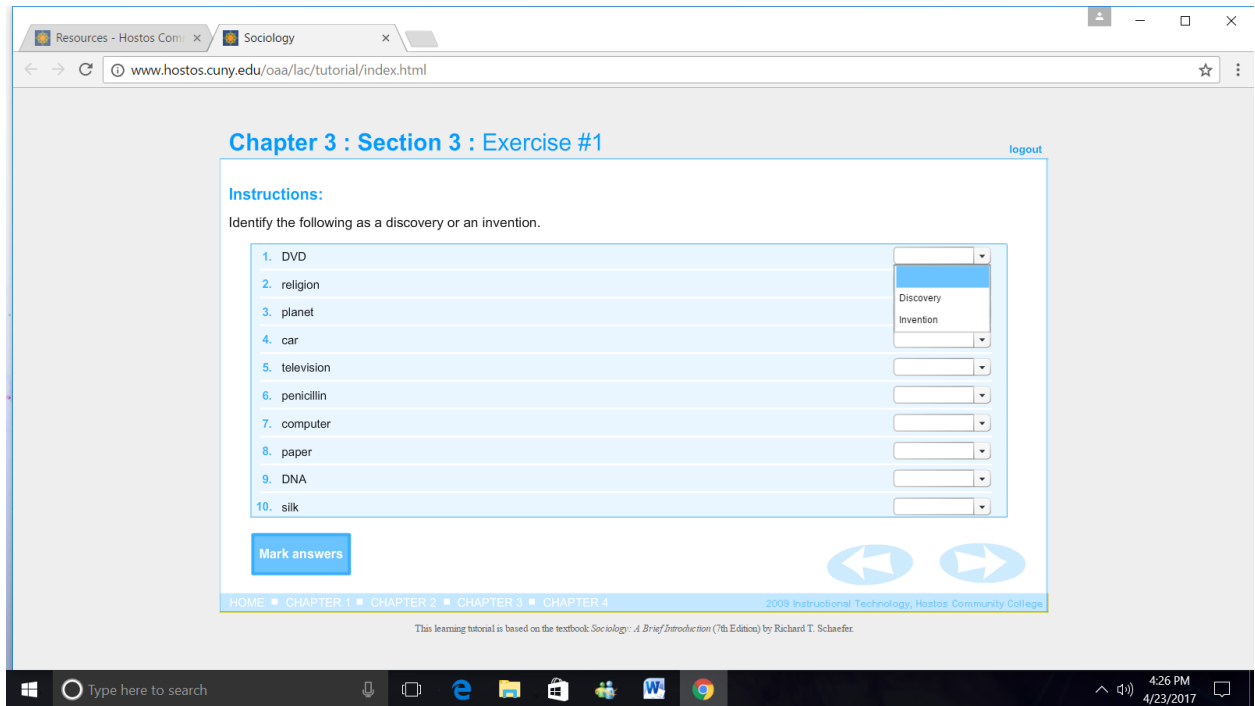 Resources - Hostos Com
Sociology
www.hostos.cuny.edu/oaa/lac/tutorial/index.html
Chapter 3 : Section 3 : Exercise #1
logout
Instructions:
Identify the following as a discovery or an invention.
1. DVD
2. religion
Discovery
3. planet
Invention
4. car
5. television
6. penicillin
7. computer
8. paper
9. DNA
10. silk
Mark answers
HOME ■ CHAPTER 1 ■ CHAPTER 2 ■ CHAPTER 3 ■ CHAPTER 4
2009 Instructional Technology, Hostos Community College
This learning tutorial is based on the textbook Sociology: A Brief Introduction (7th Edition) by Richard T. Schaefer.
Type here to search
4:26 PM
4/23/2017